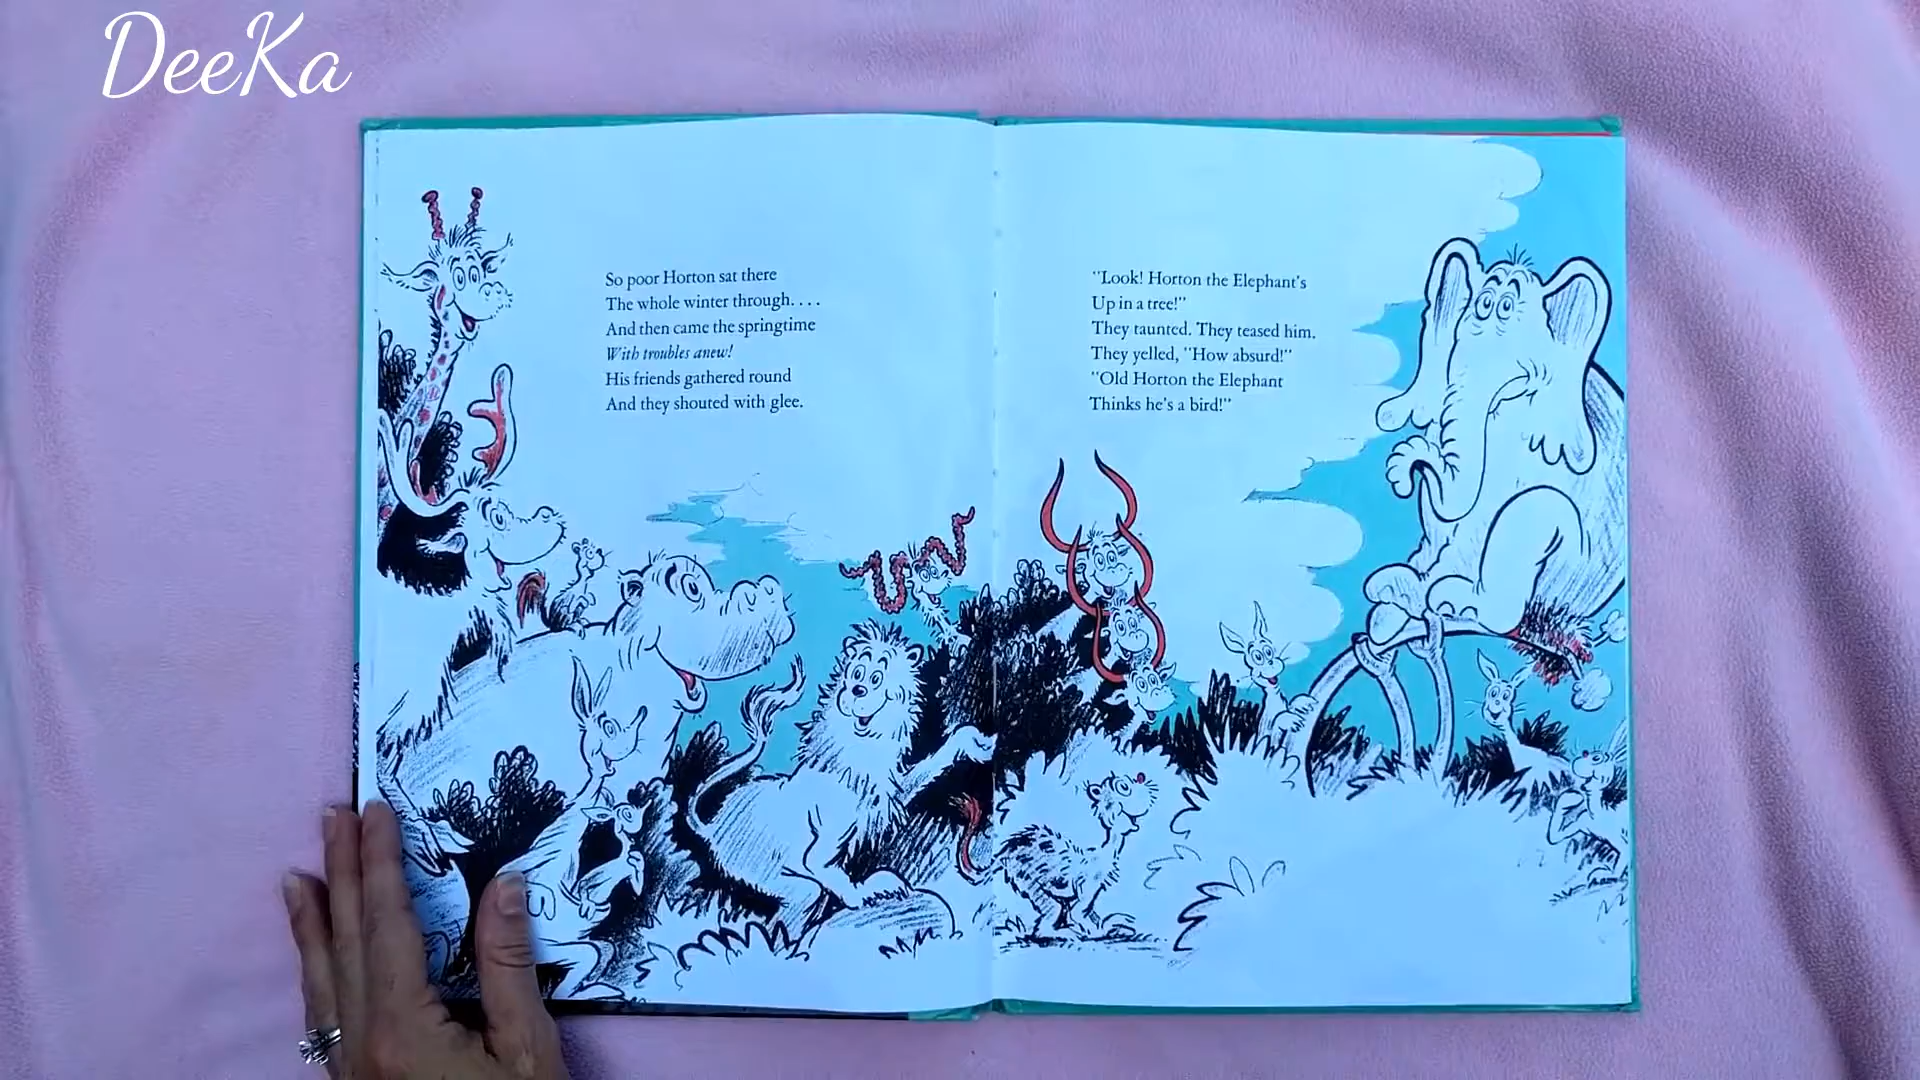 DeeKa
So poor Horton sat there
The whole winter through. . . .
And then came the springtime
With troubles anew!
His friends gathered round
And they shouted with glee.
"Look! Horton the Elephant's
Up in a tree!"
They taunted. They teased him.
They yelled, "How absurd!"
"Old Horton the Elephant
Thinks he's a bird!"